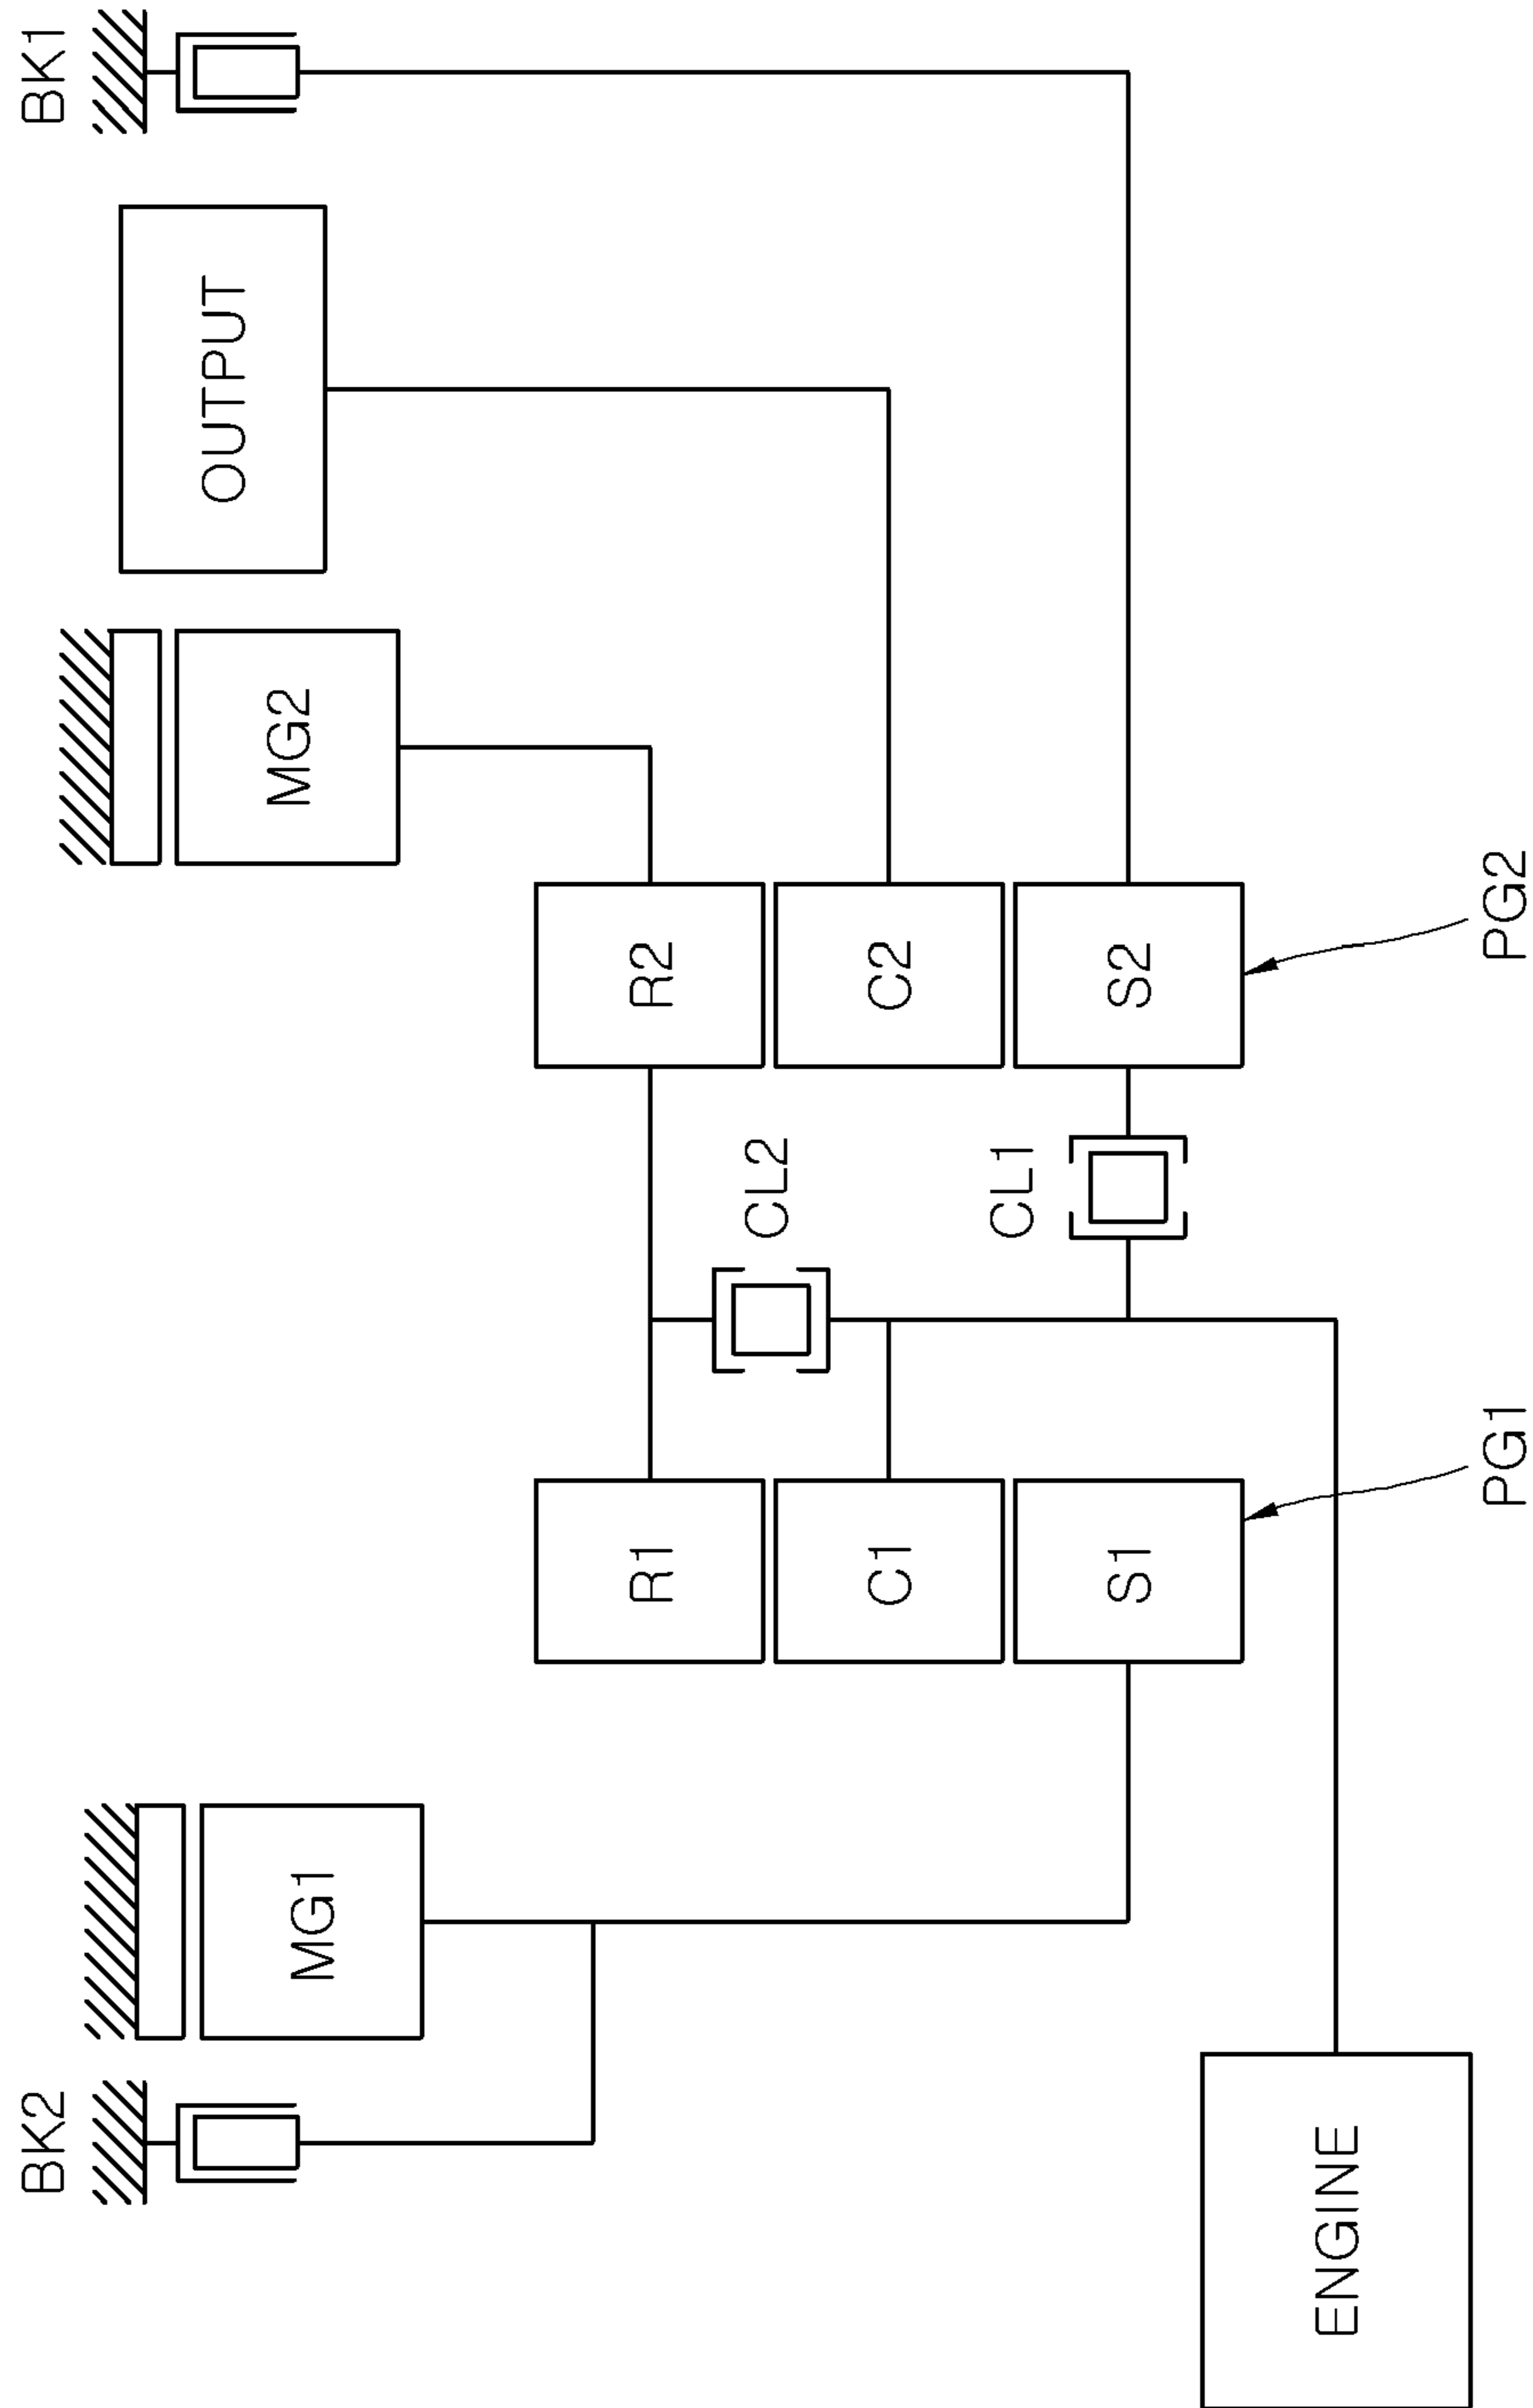 BK2
BK1
MG1
MG2
OUTPUT
R1
R2
CL2
C1
C2
CL1
S1
S2
ENGINE
PG1
PG2